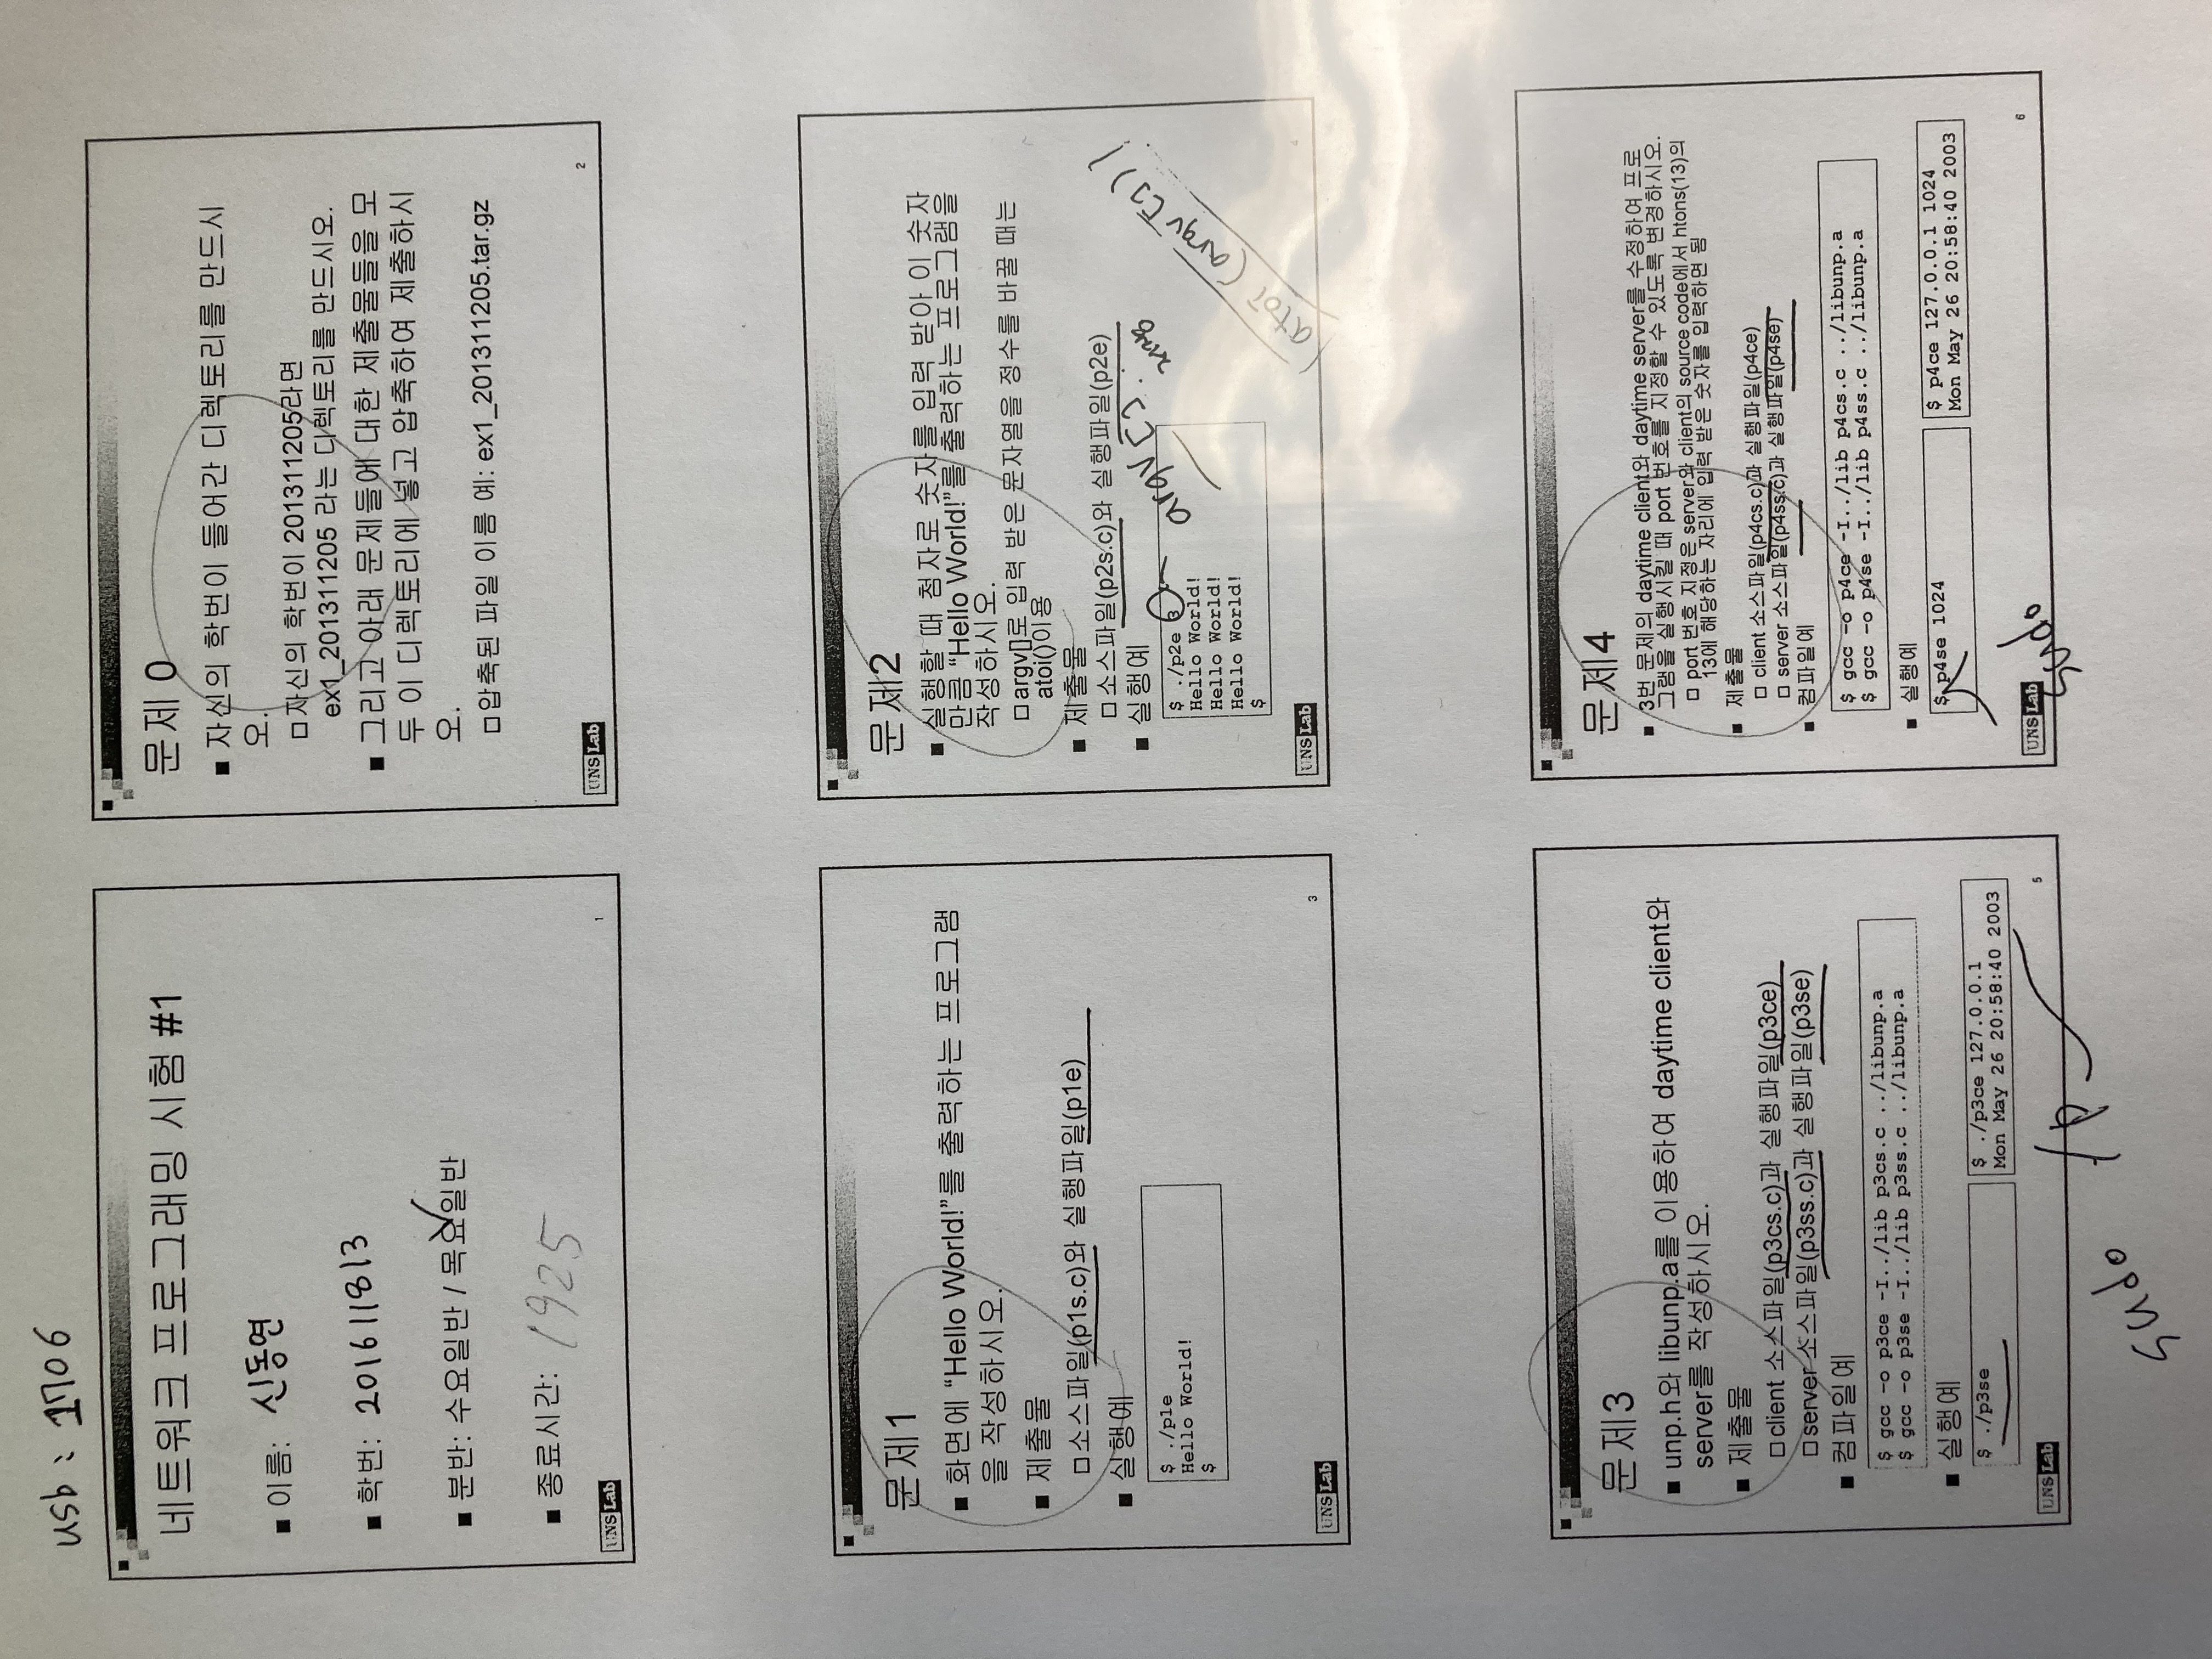 usb : 1706
네트워크 프로그래밍 시험 #1
■ 이름: 신동연
■ 학번: 201611813
■ 분반: 수요일반 / 목요일반
■ 종료시간: 1925
UNS Lab
1
문제 0
■ 자신의 학번이 들어간 디렉토리를 만드시
오.
□ 자신의 학번이 201311205라면
ex1_201311205 라는 디렉토리를 만드시오.
■ 그리고 아래 문제들에 대한 제출물들을 모
두 이 디렉토리에 넣고 압축하여 제출하시
오.
□ 압축된 파일 이름 예: ex1_201311205.tar.gz
UNS Lab
2
문제1
■ 화면에 “Hello World!”를 출력하는 프로그램
을 작성하시오.
■ 제출물
□ 소스파일(p1s.c)와 실행파일(p1e)
■ 실행예
$ ./p1e
Hello World!
$
UNS Lab
3
문제2
■ 실행할 때 첨자로 숫자를 입력 받아 이 숫자
만큼 “Hello World!”를 출력하는 프로그램을
작성하시오.
□ argv[]로 입력 받은 문자열을 정수를 바꿀 때는
atoi()이용
■ 제출물
□ 소스파일(p2s.c)와 실행파일(p2e)
■ 실행예
$ ./p2e 3
Hello World!
Hello World!
Hello World!
$
argv[]
저장
(atoi (argv[]))
UNS Lab
4
문제3
■ unp.h와 libunp.a를 이용하여 daytime client와
server를 작성하시오.
■ 제출물
□ client 소스파일(p3cs.c)과 실행파일(p3ce)
□ server 소스파일(p3ss.c)과 실행파일(p3se)
■ 컴파일예
$ gcc -o p3ce -I../lib p3cs.c ../libunp.a
$ gcc -o p3se -I../lib p3ss.c ../libunp.a
■ 실행예
$ ./p3se
$ ./p3ce 127.0.0.1
Mon May 26 20:58:40 2003
UNS Lab
5
sudo ./p
문제4
■ 3번 문제의 daytime client와 daytime server를 수정하여 프로
그램을 실행시킬 때 port 번호를 지정할 수 있도록 변경하시오.
□ port 번호 지정은 server와 client의 source code에서 htons(13)의
13에 해당하는 자리에 입력 받은 숫자를 입력하면 됨
■ 제출물
□ client 소스파일(p4cs.c)과 실행파일(p4ce)
□ server 소스파일(p4ss.c)과 실행파일(p4se)
■ 컴파일예
$ gcc -o p4ce -I../lib p4cs.c ../libunp.a
$ gcc -o p4se -I../lib p4ss.c ../libunp.a
■ 실행예
$ p4se 1024
$ p4ce 127.0.0.1 1024
Mon May 26 20:58:40 2003
UNS Lab
6
sudo